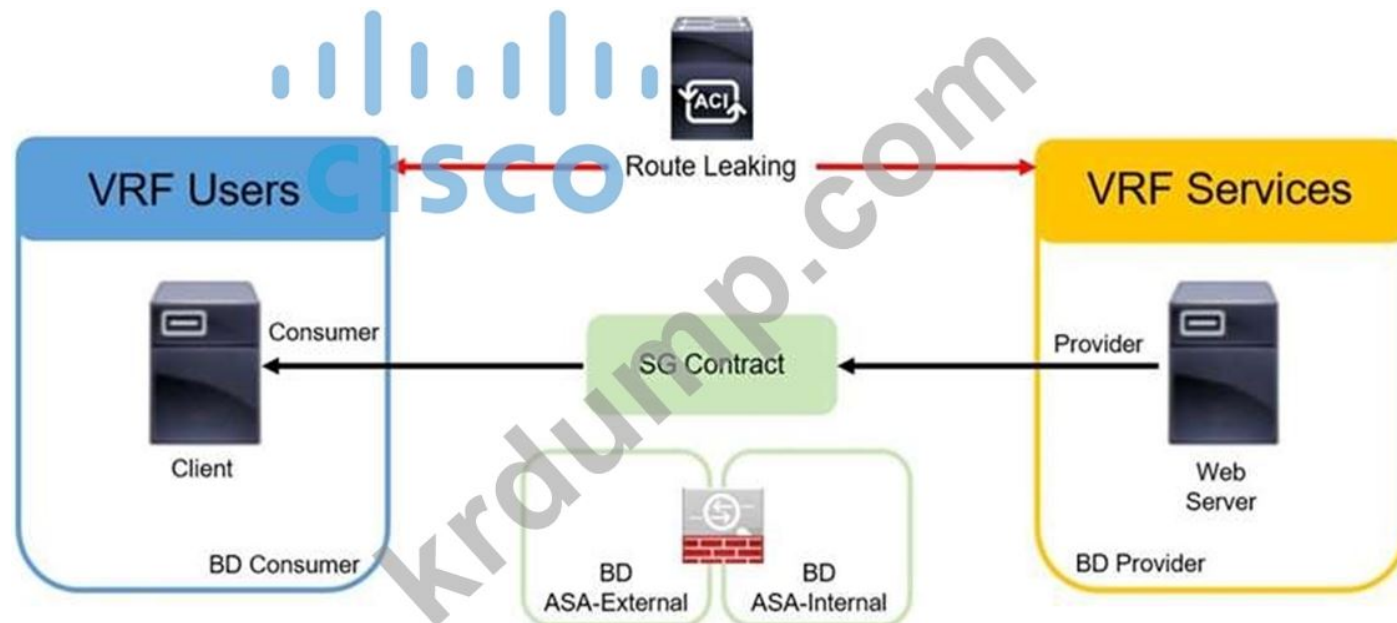 CISCO
ACI
Route Leaking
VRF Users
VRF Services
Consumer
SG Contract
Provider
Client
Web
Server
BD Consumer
BD
ASA-External
BD
ASA-Internal
BD Provider
krdump.com